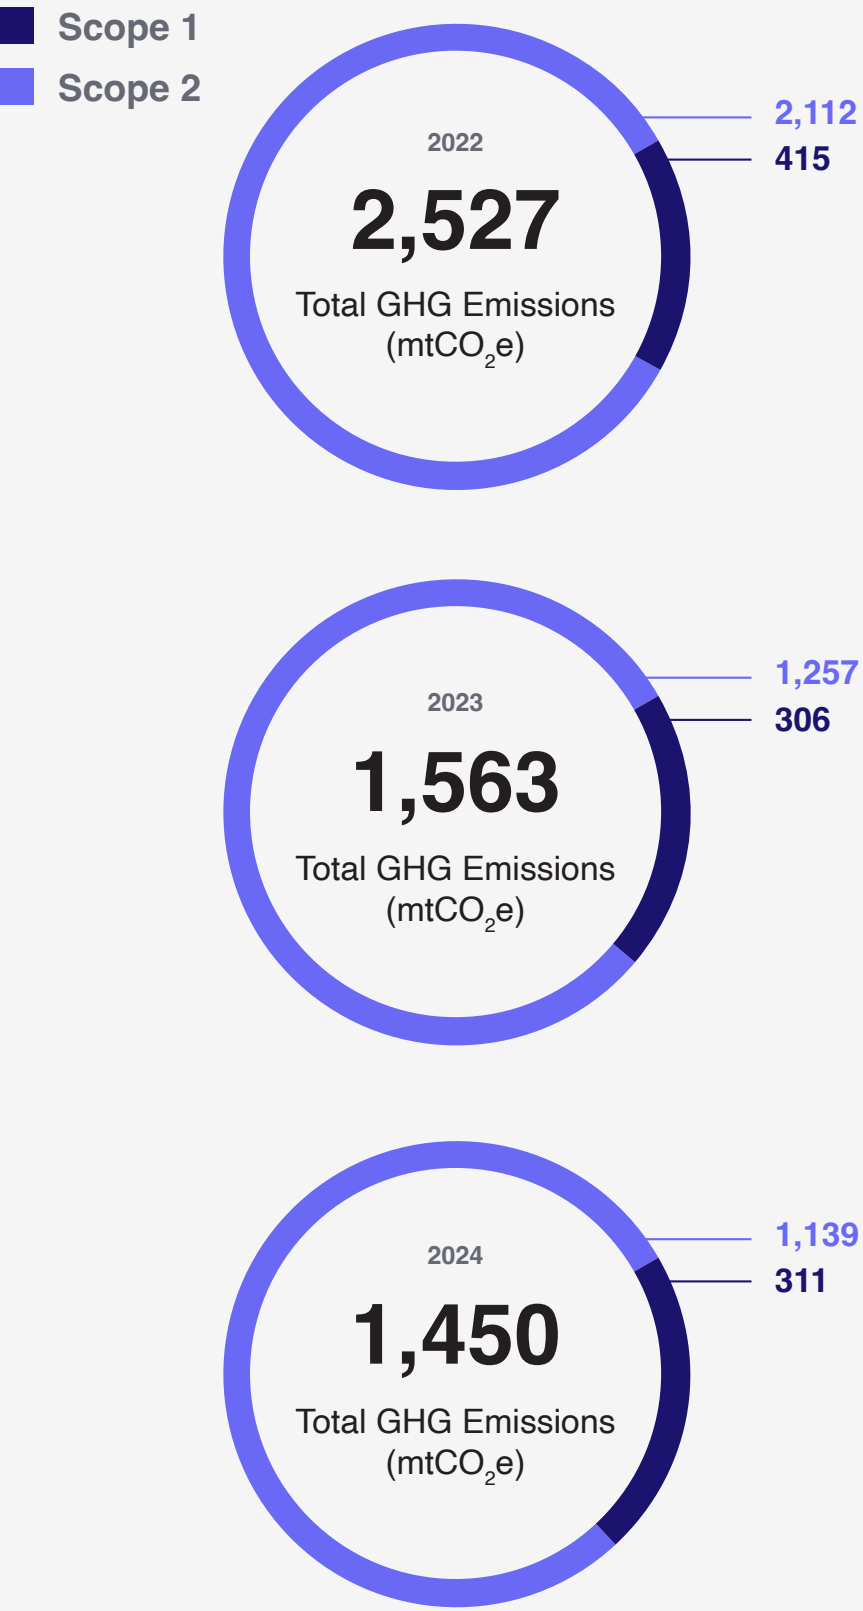 Scope 1
Scope 2
2022
2,527
Total GHG Emissions
(mtCO₂e)
2,112
415
2023
1,563
Total GHG Emissions
(mtCO₂e)
1,257
306
2024
1,450
Total GHG Emissions
(mtCO₂e)
1,139
311